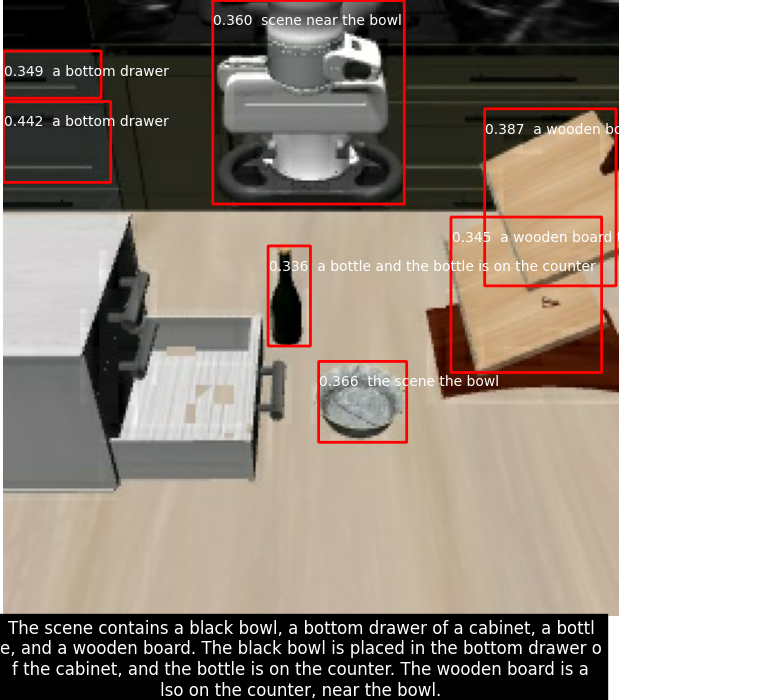 0.360  scene near the bowl
0.349  a bottom drawer
0.442  a bottom drawer
0.387  a wooden bo
0.345  a wooden board
0.336  a bottle and the bottle is on the counter
0.366  the scene the bowl
The scene contains a black bowl, a bottom drawer of a cabinet, a bottl
e, and a wooden board. The black bowl is placed in the bottom drawer o
f the cabinet, and the bottle is on the counter. The wooden board is a
lso on the counter, near the bowl.